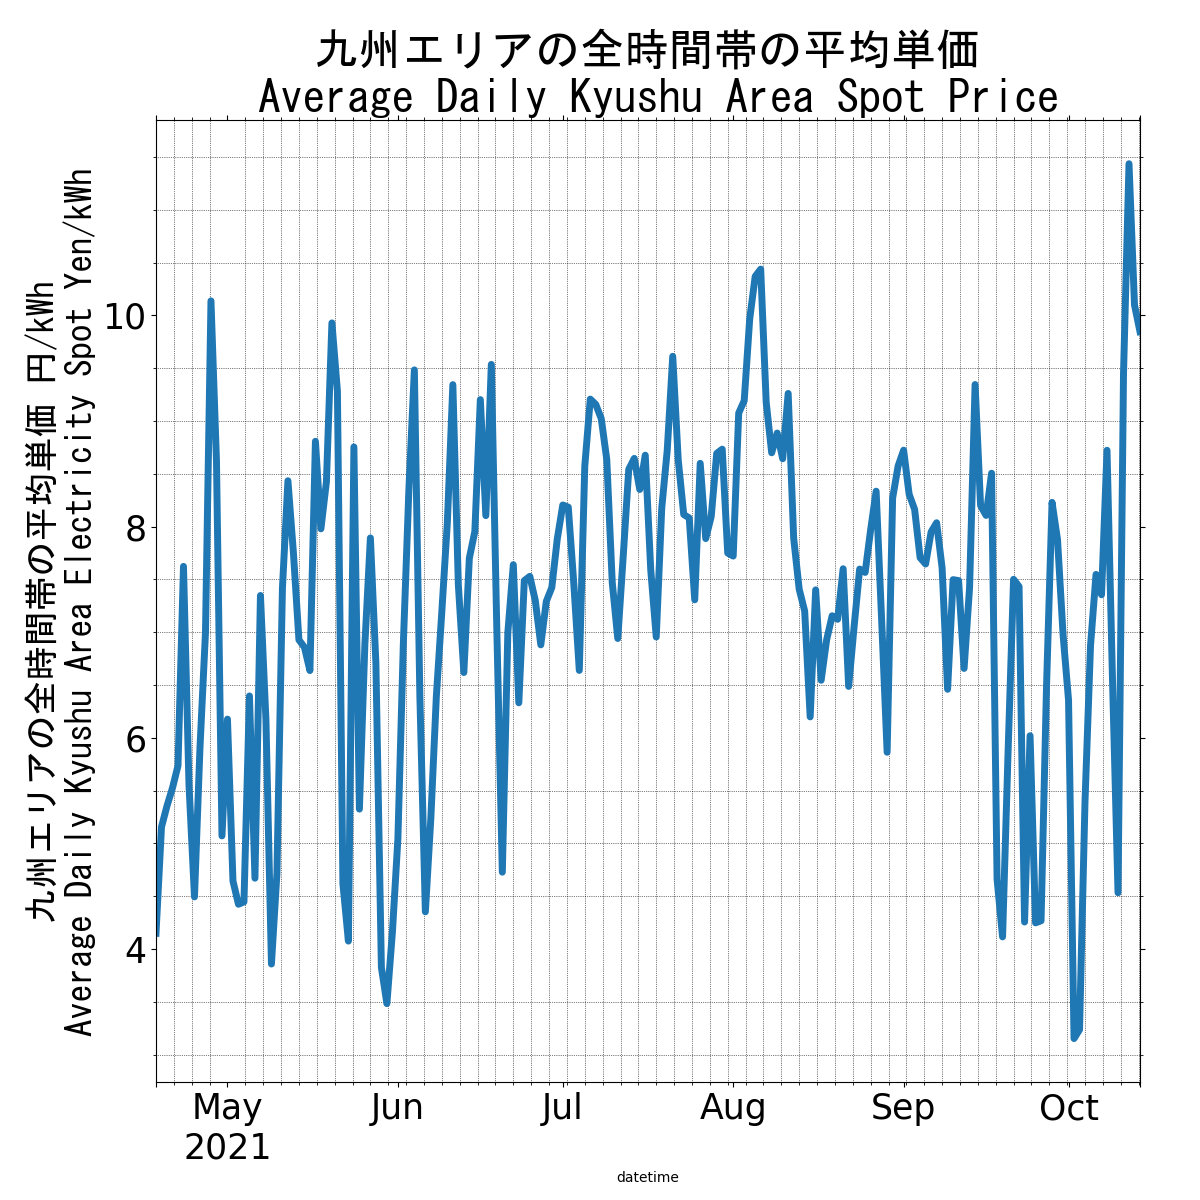 九州エリアの全時間帯の平均単価
Average Daily Kyushu Area Spot Price
九州エリアの全時間帯の平均単価 円/kWh
Average Daily Kyushu Area Electricity Spot Yen/kWh
10
8
6
4
May
2021
Jun
Jul
Aug
Sep
Oct
datetime